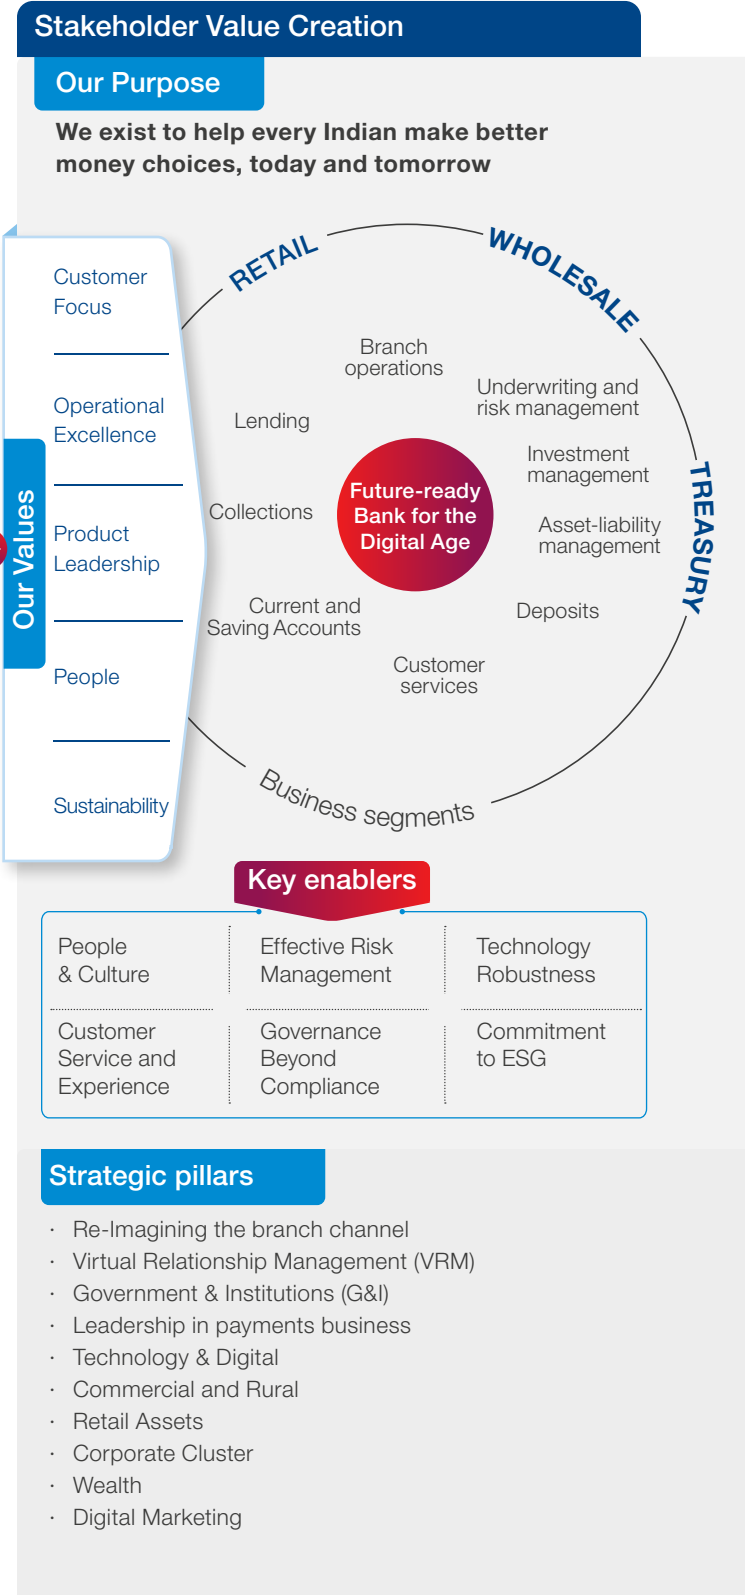 Stakeholder Value Creation
Our Purpose
We exist to help every Indian make better
money choices, today and tomorrow
Our Values
Customer
Focus
Operational
Excellence
Product
Leadership
People
Sustainability
RETAIL
WHOLESALE
TREASURY
Business segments
Branch
operations
Underwriting and
risk management
Investment
management
Asset-liability
management
Deposits
Customer
services
Current and
Saving Accounts
Collections
Lending
Future-ready
Bank for the
Digital Age
Key enablers
People
& Culture
Effective Risk
Management
Technology
Robustness
Customer
Service and
Experience
Governance
Beyond
Compliance
Commitment
to ESG
Strategic pillars
· Re-Imagining the branch channel
· Virtual Relationship Management (VRM)
· Government & Institutions (G&I)
· Leadership in payments business
· Technology & Digital
· Commercial and Rural
· Retail Assets
· Corporate Cluster
· Wealth
· Digital Marketing